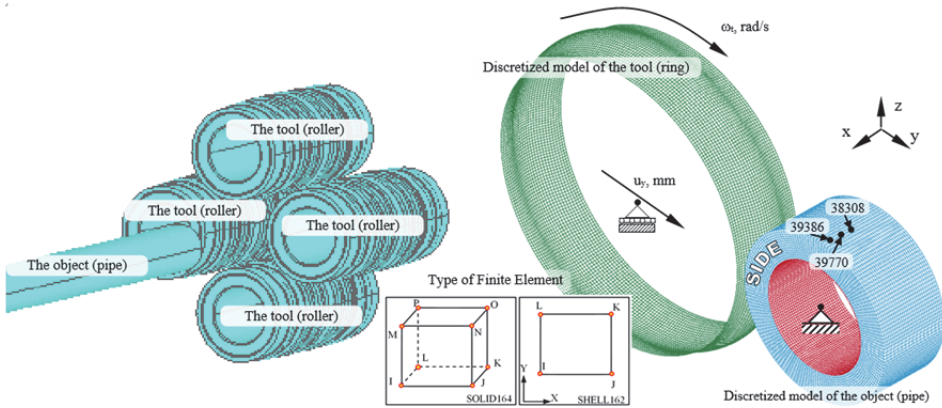 The tool (roller)
The tool (roller)
The tool (roller)
The object (pipe)
The tool (roller)
ωₜ, rad/s
Discretized model of the tool (ring)
uᵧ, mm
z
x
y
38308
39386
39770
SIDE
Type of Finite Element
P
O
M
N
L
K
I
J
SOLID164
L
K
I
J
Y
X
SHELL162
Discretized model of the object (pipe)